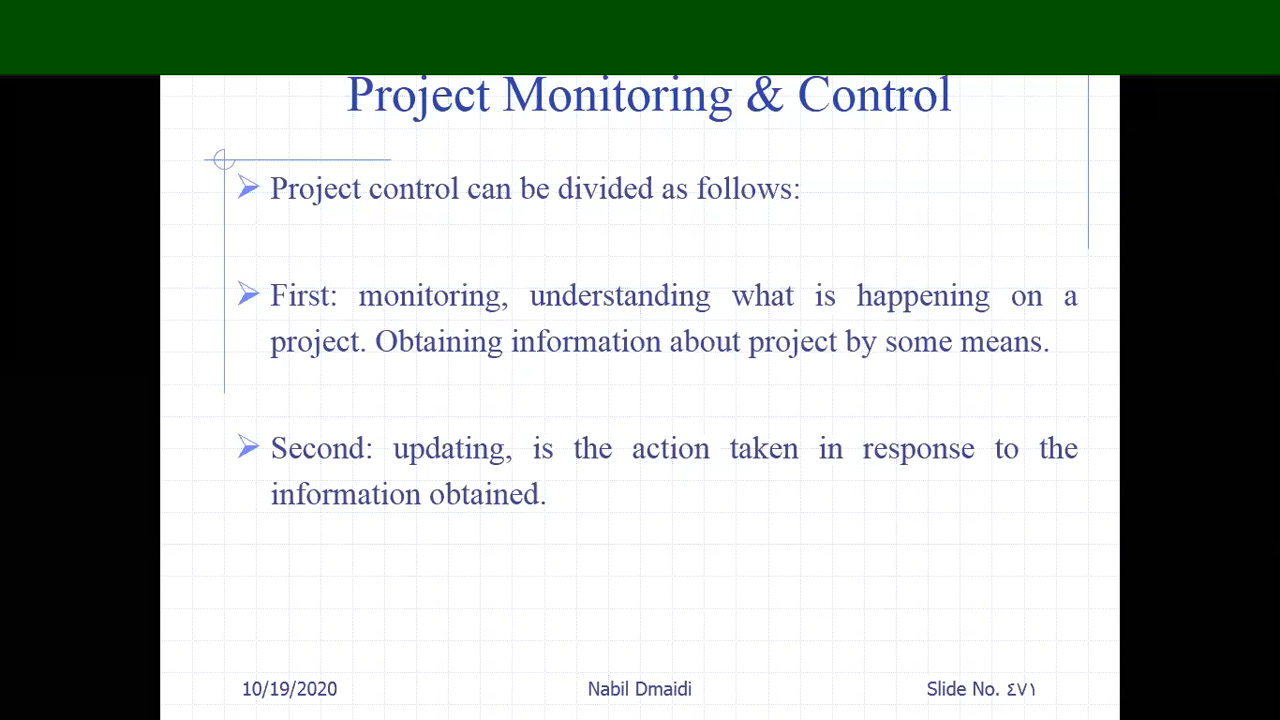 Project Monitoring & Control
Project control can be divided as follows:
First: monitoring, understanding what is happening on a
project. Obtaining information about project by some means.
Second: updating, is the action taken in response to the
information obtained.
10/19/2020
Nabil Dmaidi
Slide No. ٤٧١